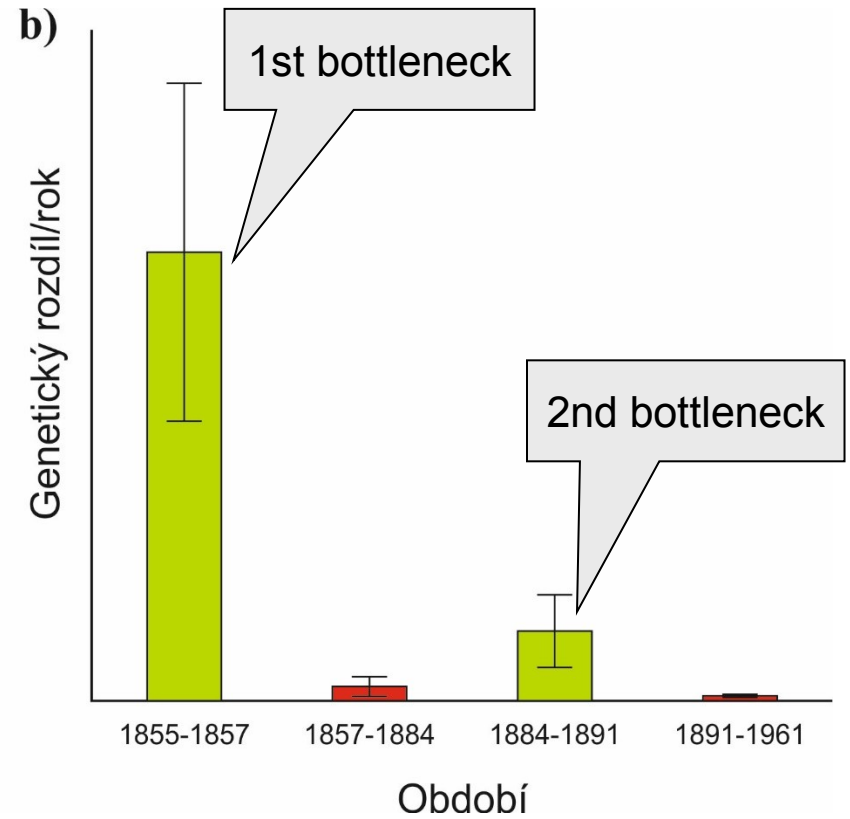 b)
1st bottleneck
Genetický rozdíl/rok
2nd bottleneck
1855-1857 1857-1884 1884-1891 1891-1961
Období